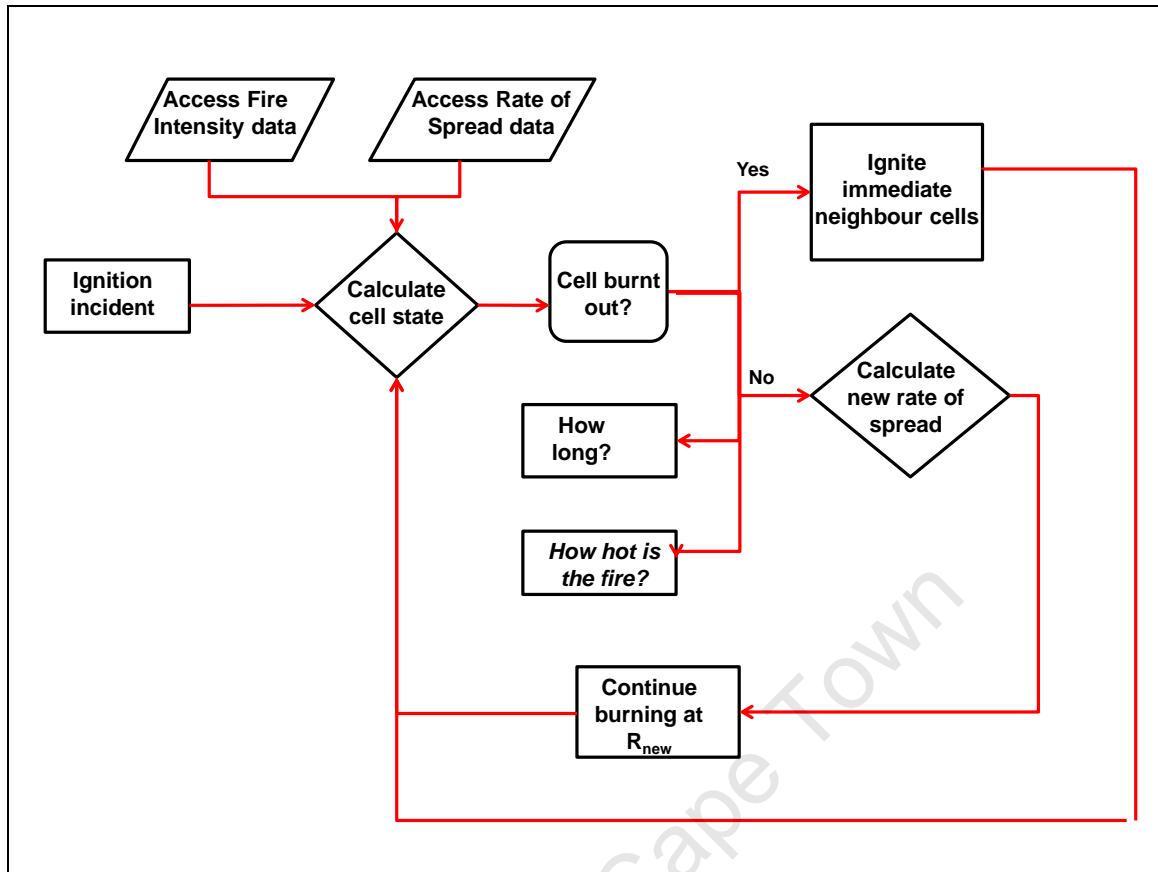 Access Fire
Intensity data
Access Rate of
Spread data
Yes
Ignite
immediate
neighbour cells
Ignition
incident
Calculate
cell state
Cell burnt
out?
No
Calculate
new rate of
spread
How
long?
How hot is
the fire?
Continue
burning at
Rnew
Cape Town